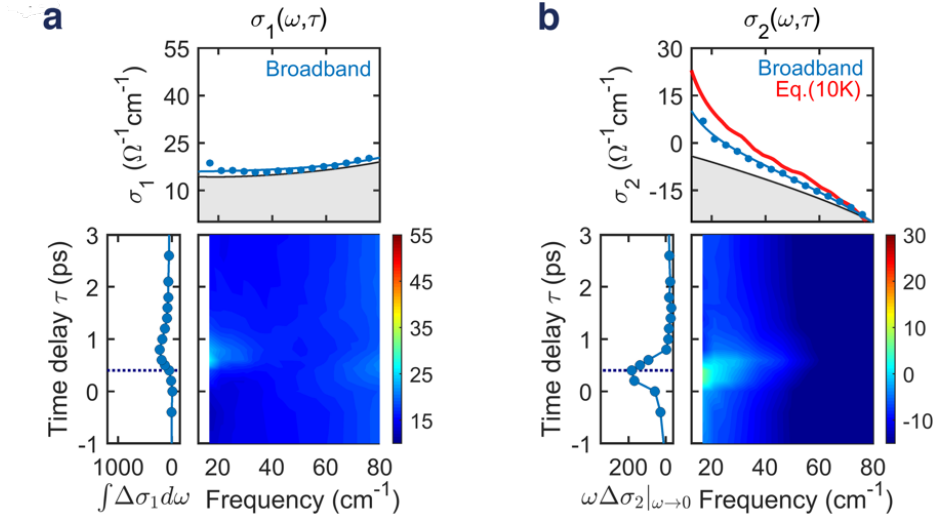 a
σ₁(ω,τ)
55
40
25
10
σ₁ (Ω⁻¹cm⁻¹)
Broadband
3
2
1
0
-1
Time delay τ (ps)
1000 0
∫Δσ₁dω
20 40 60 80
Frequency (cm⁻¹)
55
45
35
25
15
b
σ₂(ω,τ)
30
15
0
-15
σ₂ (Ω⁻¹cm⁻¹)
Broadband
Eq.(10K)
3
2
1
0
-1
Time delay τ (ps)
200 0
ωΔσ₂|ω→0
20 40 60 80
Frequency (cm⁻¹)
30
20
10
0
-10